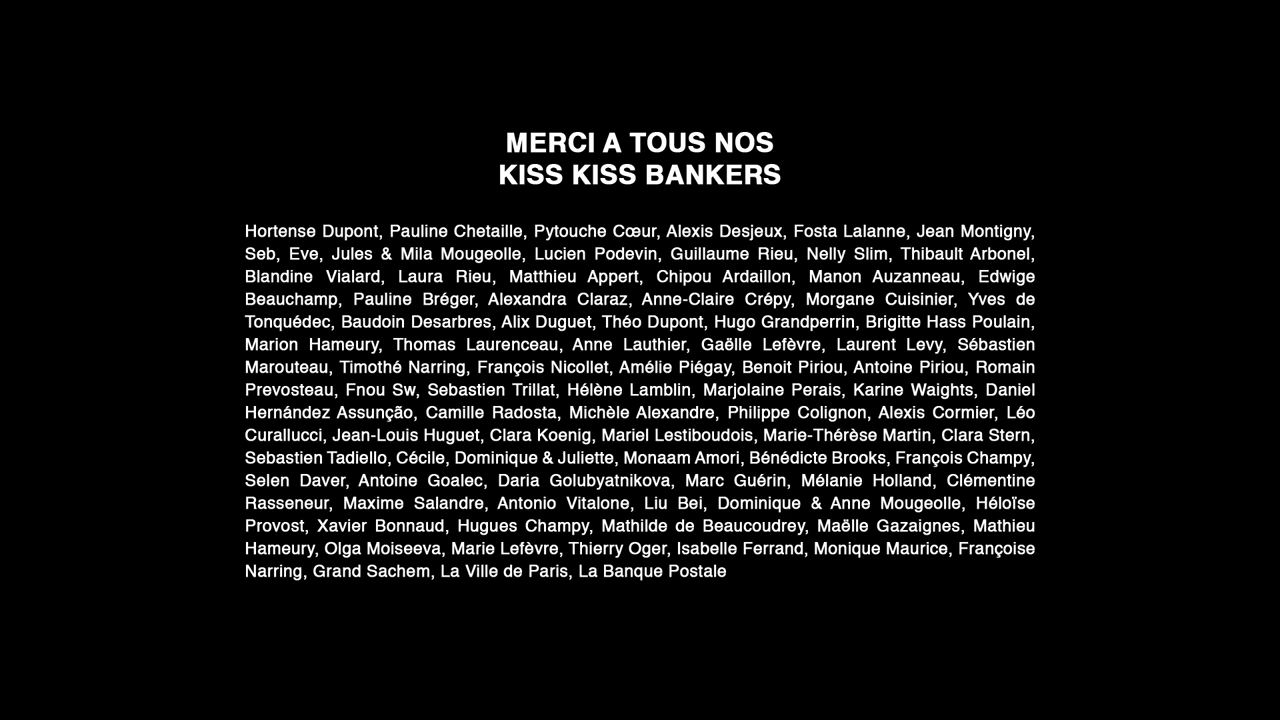 MERCI A TOUS NOS
KISS KISS BANKERS
Hortense Dupont, Pauline Chetaille, Pytouche Cœur, Alexis Desjeux, Fosta Lalanne, Jean Montigny,
Seb, Eve, Jules & Mila Mougeolle, Lucien Podevin, Guillaume Rieu, Nelly Slim, Thibault Arbonel,
Blandine Vialard, Laura Rieu, Matthieu Appert, Chipou Ardaillon, Manon Auzanneau, Edwige
Beauchamp, Pauline Bréger, Alexandra Claraz, Anne-Claire Crépy, Morgane Cuisinier, Yves de
Tonquédec, Baudoin Desarbres, Alix Duguet, Théo Dupont, Hugo Grandperrin, Brigitte Hass Poulain,
Marion Hameury, Thomas Laurenceau, Anne Lauthier, Gaëlle Lefèvre, Laurent Levy, Sébastien
Marouteau, Timothé Narring, François Nicollet, Amélie Piégay, Benoit Piriou, Antoine Piriou, Romain
Prevosteau, Fnou Sw, Sebastien Trillat, Hélène Lamblin, Marjolaine Perais, Karine Waights, Daniel
Hernández Assunção, Camille Radosta, Michèle Alexandre, Philippe Colignon, Alexis Cormier, Léo
Curallucci, Jean-Louis Huguet, Clara Koenig, Mariel Lestiboudois, Marie-Thérèse Martin, Clara Stern,
Sebastien Tadiello, Cécile, Dominique & Juliette, Monaam Amori, Bénédicte Brooks, François Champy,
Selen Daver, Antoine Goalec, Daria Golubyatnikova, Marc Guérin, Mélanie Holland, Clémentine
Rasseneur, Maxime Salandre, Antonio Vitalone, Liu Bei, Dominique & Anne Mougeolle, Héloïse
Provost, Xavier Bonnaud, Hugues Champy, Mathilde de Beaucoudrey, Maëlle Gazaignes, Mathieu
Hameury, Olga Moiseeva, Marie Lefèvre, Thierry Oger, Isabelle Ferrand, Monique Maurice, Françoise
Narring, Grand Sachem, La Ville de Paris, La Banque Postale